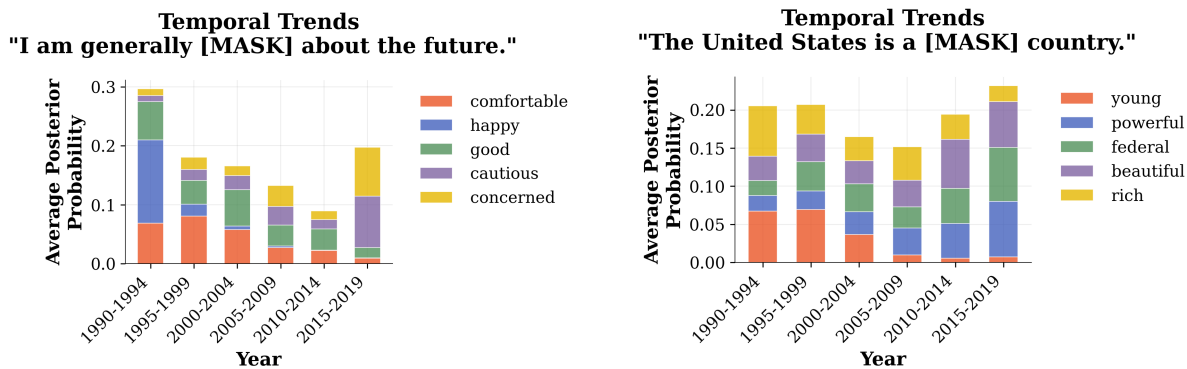 Temporal Trends
"I am generally [MASK] about the future."
Average Posterior
Probability
0.3
0.2
0.1
0.0
1990-1994
1995-1999
2000-2004
2005-2009
2010-2014
2015-2019
Year
comfortable
happy
good
cautious
concerned
Temporal Trends
"The United States is a [MASK] country."
Average Posterior
Probability
0.20
0.15
0.10
0.05
0.00
1990-1994
1995-1999
2000-2004
2005-2009
2010-2014
2015-2019
Year
young
powerful
federal
beautiful
rich